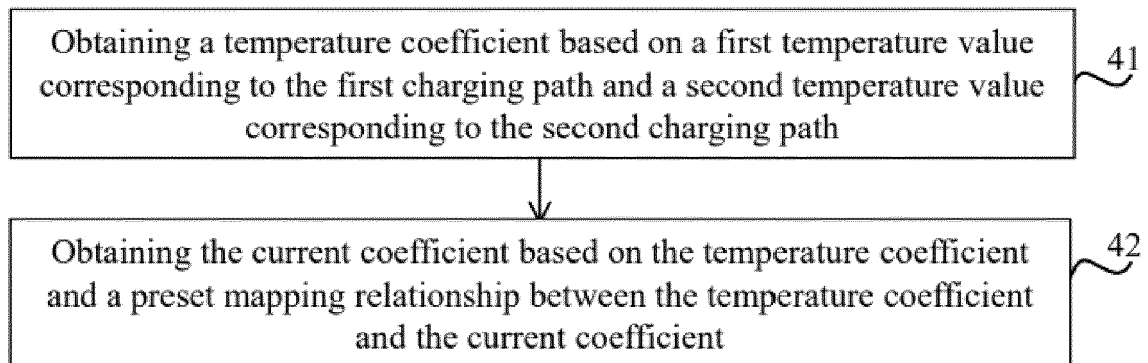 Obtaining a temperature coefficient based on a first temperature value
corresponding to the first charging path and a second temperature value
corresponding to the second charging path
41
Obtaining the current coefficient based on the temperature coefficient
and a preset mapping relationship between the temperature coefficient
and the current coefficient
42